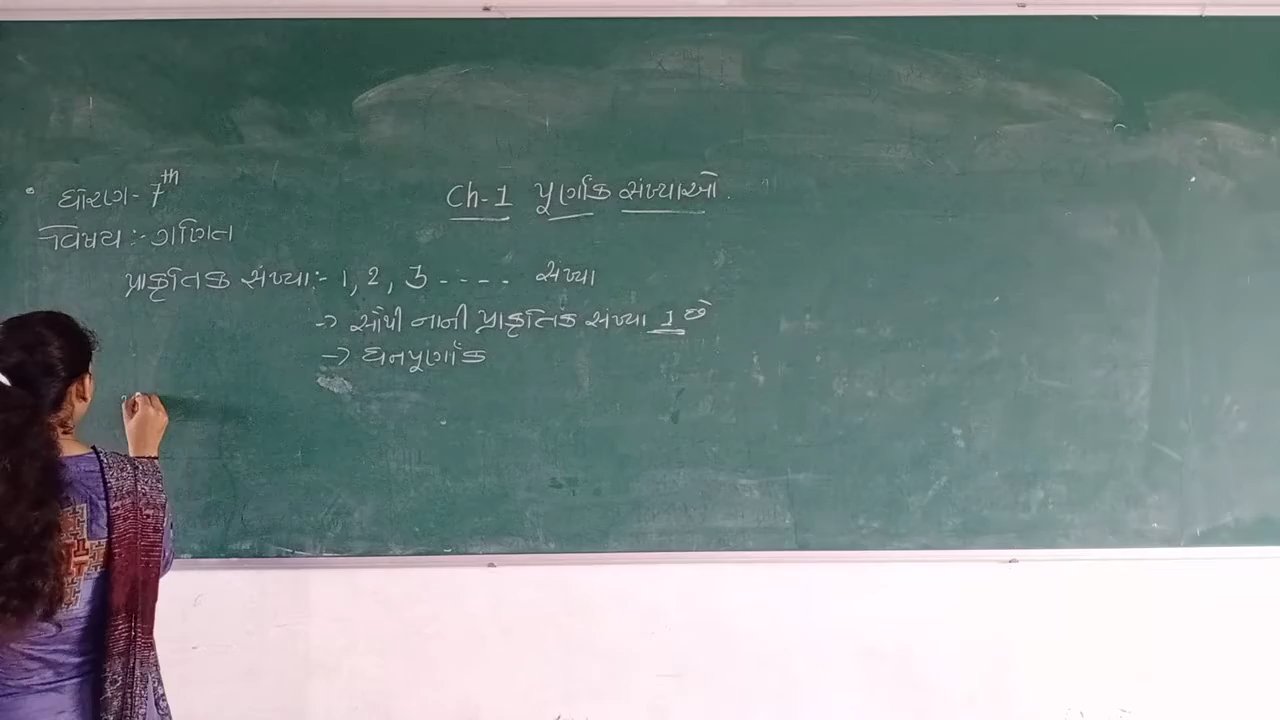 ધોરણ - 7th
Ch-1 પૂર્ણાંક સંખ્યાઓ.
વિષય :- ગણિત
પ્રાકૃતિક સંખ્યા :- 1, 2, 3 - - - - સંખ્યા
-> સૌથી નાની પ્રાકૃતિક સંખ્યા 1 છે
-> ધનપૂર્ણાંક